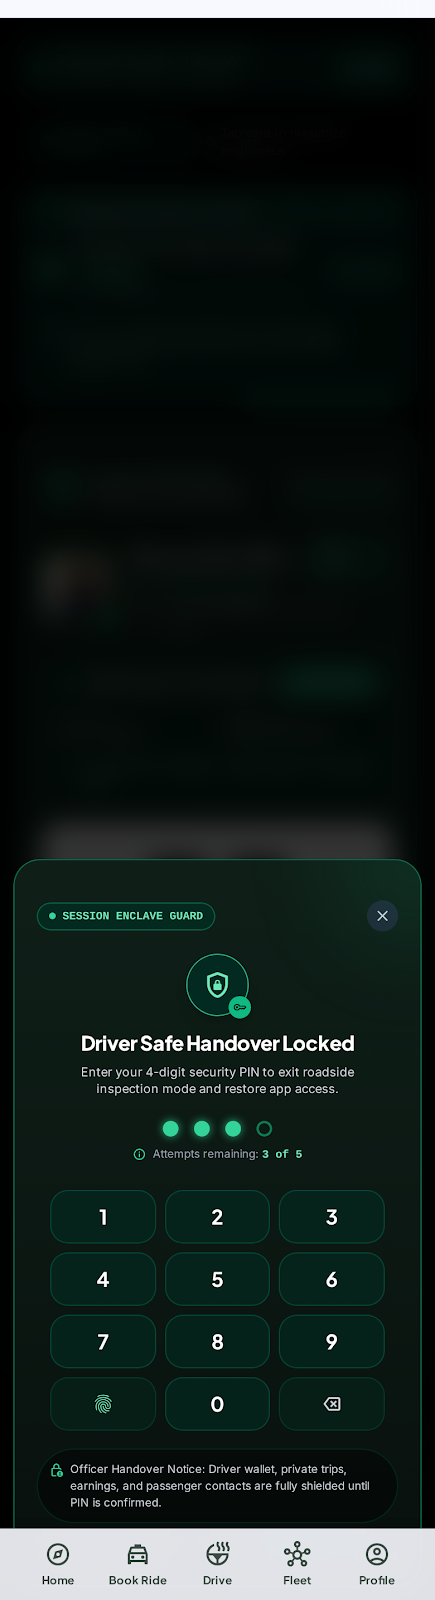 SESSION ENCLAVE GUARD
Driver Safe Handover Locked
Enter your 4-digit security PIN to exit roadside
inspection mode and restore app access.
Attempts remaining: 3 of 5
1 2 3
4 5 6
7 8 9
0
Officer Handover Notice: Driver wallet, private trips,
earnings, and passenger contacts are fully shielded until
PIN is confirmed.
Home Book Ride Drive Fleet Profile